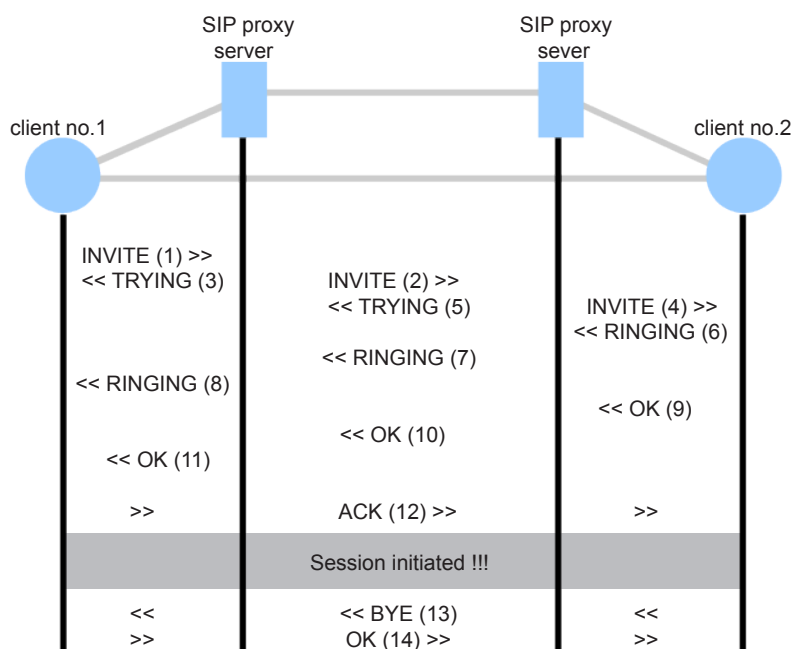 SIP proxy
server
SIP proxy
sever
client no.1
client no.2
INVITE (1) >>
<< TRYING (3)
INVITE (2) >>
<< TRYING (5)
INVITE (4) >>
<< RINGING (6)
<< RINGING (7)
<< RINGING (8)
<< OK (9)
<< OK (10)
<< OK (11)
>> ACK (12) >> >>
Session initiated !!!
<< << BYE (13) <<
>> OK (14) >> >>